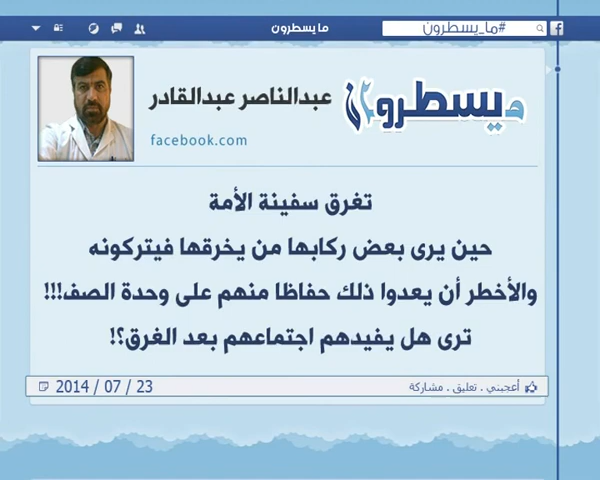 ما يسطرون
#ما_يسطرون
ما يسطرون
عبدالناصر عبدالقادر
facebook.com
تغرق سفينة الأمة
حين يرى بعض ركابها من يخرقها فيتركونه
والأخطر أن يعدوا ذلك حفاظا منهم على وحدة الصف!!!
ترى هل يفيدهم اجتماعهم بعد الغرق؟!
أعجبني . تعليق . مشاركة
2014 / 07 / 23